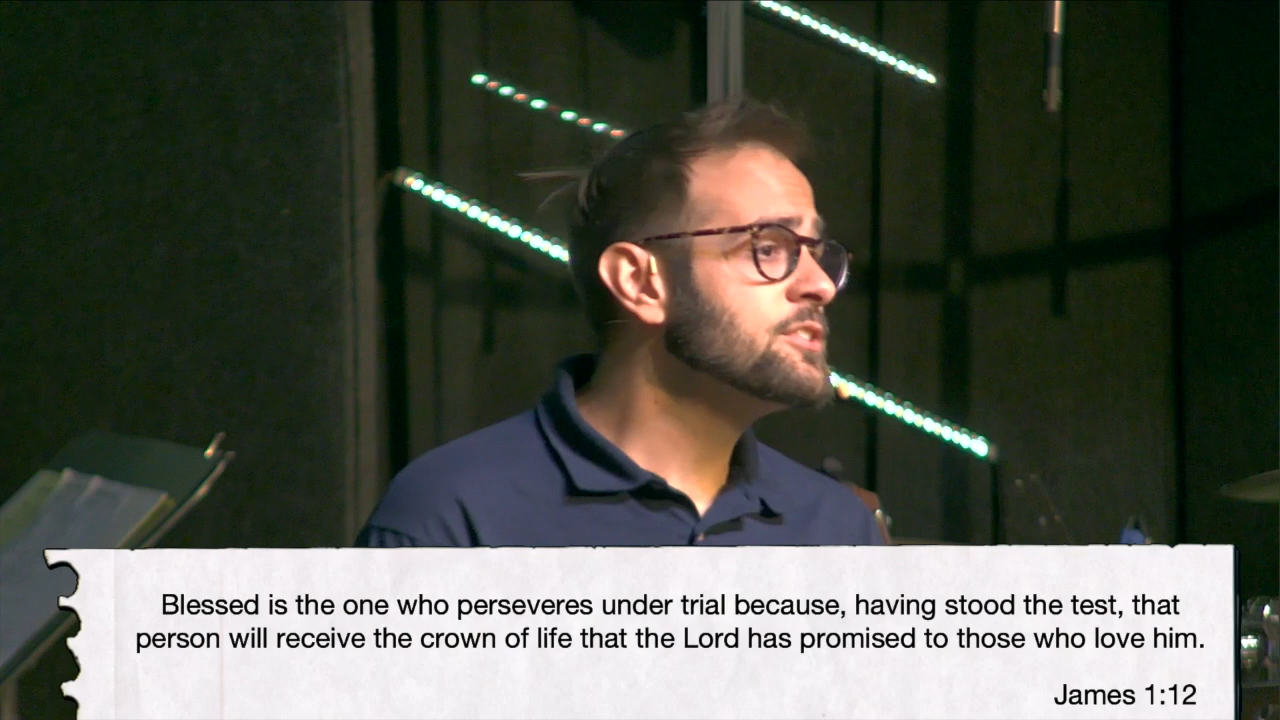 Blessed is the one who perseveres under trial because, having stood the test, that
person will receive the crown of life that the Lord has promised to those who love him.
James 1:12